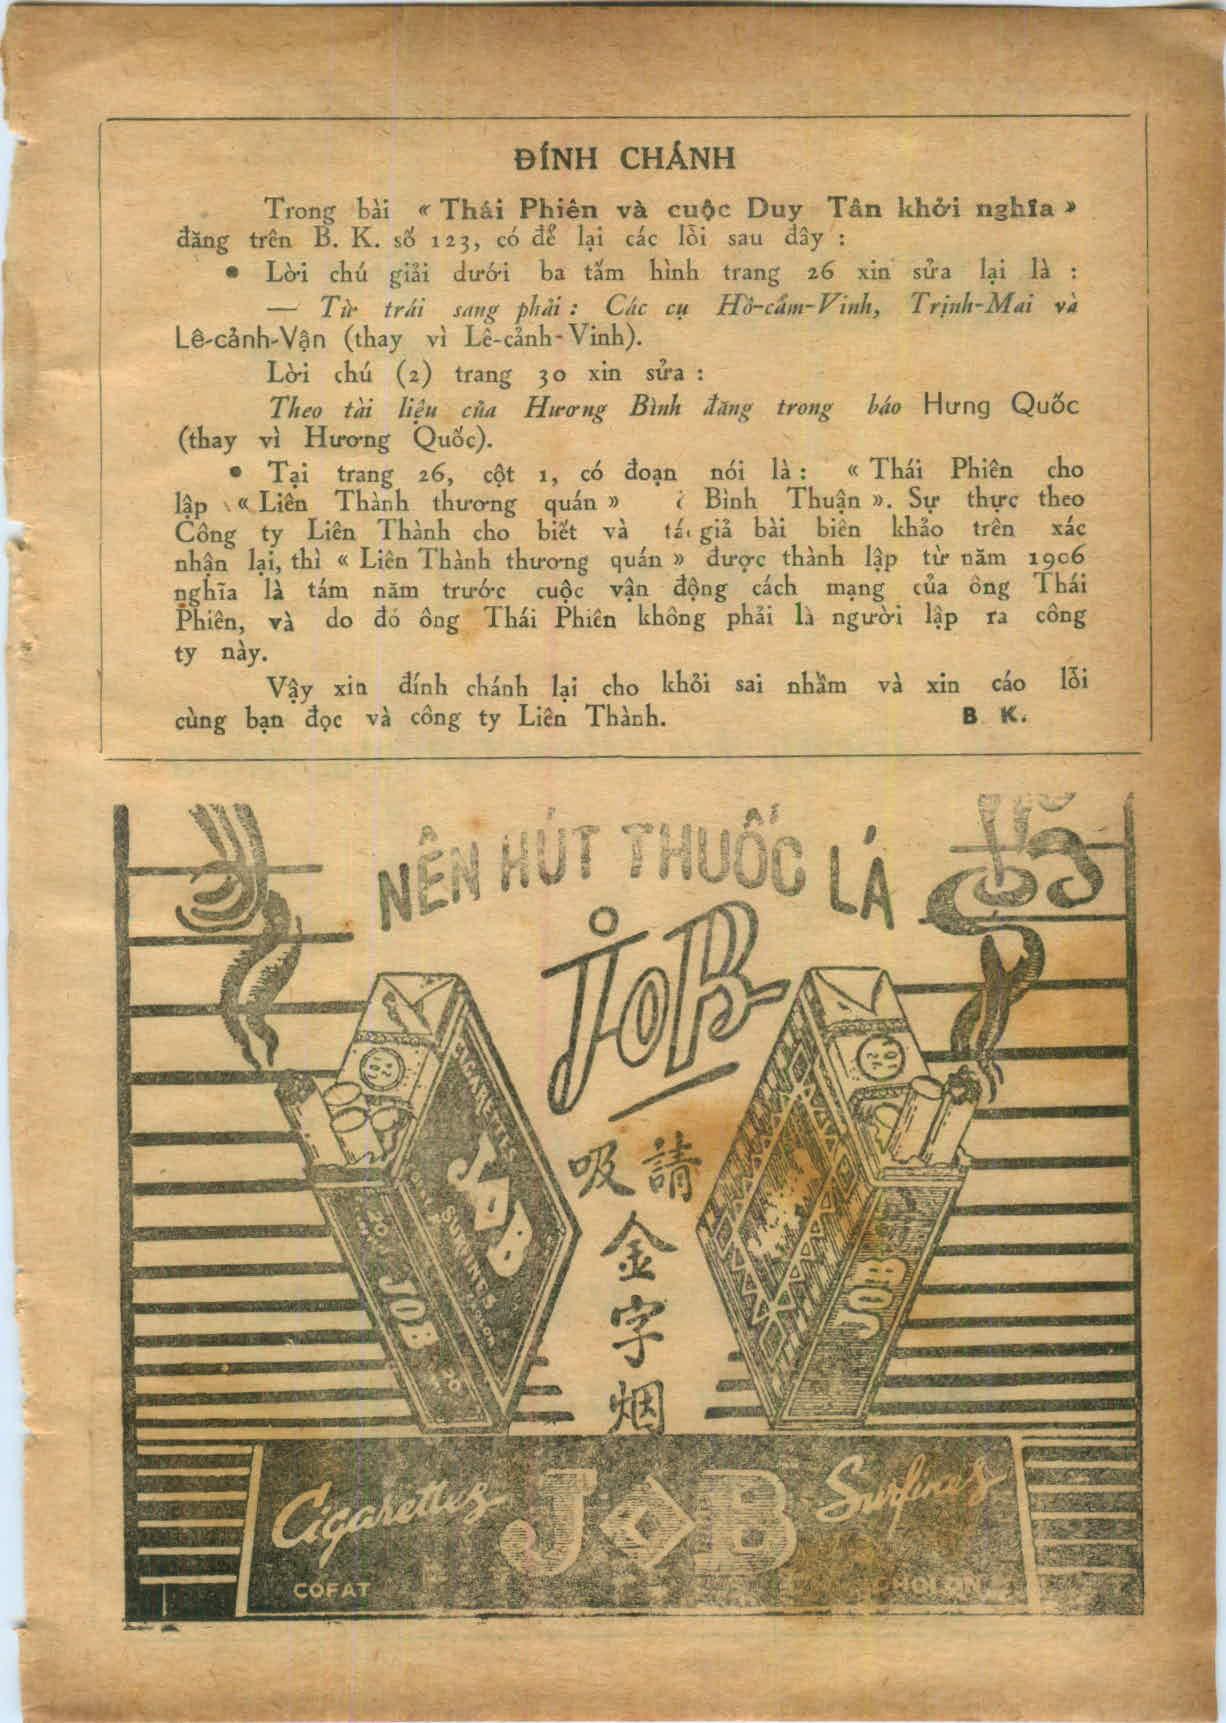 ĐÍNH CHÁNH
Trong bài « Thái Phiên và cuộc Duy Tân khởi nghĩa »
đăng trên B. K. số 123, có để lại các lỗi sau đây :
• Lời chú giải dưới ba tấm hình trang 26 xin sửa lại là :
— Từ trái sang phải : Các cụ Hồ-cẩm-Vinh, Trịnh-Mai và
Lê-cảnh-Vận (thay vì Lê-cảnh-Vinh).
Lời chú (2) trang 30 xin sửa :
Theo tài liệu của Hương Bình đăng trong báo Hưng Quốc
(thay vì Hương Quốc).
• Tại trang 26, cột 1, có đoạn nói là : « Thái Phiên cho
lập « Liên Thành thương quán » Bình Thuận ». Sự thực theo
Công ty Liên Thành cho biết và tác giả bài biên khảo trên xác
nhận lại, thì « Liên Thành thương quán » được thành lập từ năm 1906
nghĩa là tám năm trước cuộc vận động cách mạng của ông Thái
Phiên, và do đó ông Thái Phiên không phải là người lập ra công
ty này.
Vậy xin đính chánh lại cho khỏi sai nhầm và xin cáo lỗi
cùng bạn đọc và công ty Liên Thành. B K.
NÊN HÚT THUỐC LÁ
JOB
請吸
金
字
烟
CIGARETTES
JOB
SURFINES
20 JOB 20
JOB
Cigarettes JOB Surfines
COFAT CHOLON